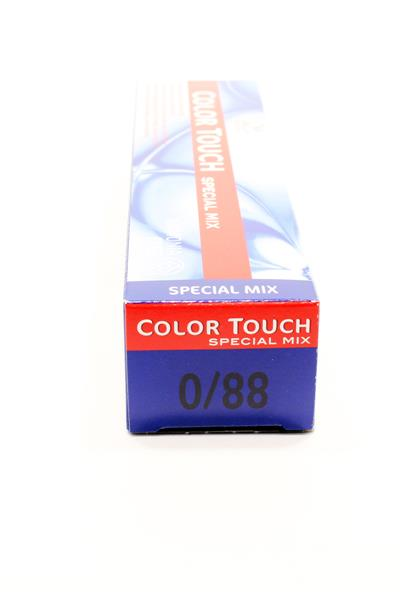 COLOR TOUCH SPECIAL MIX
SPECIAL MIX
COLOR TOUCH
SPECIAL MIX
0/88